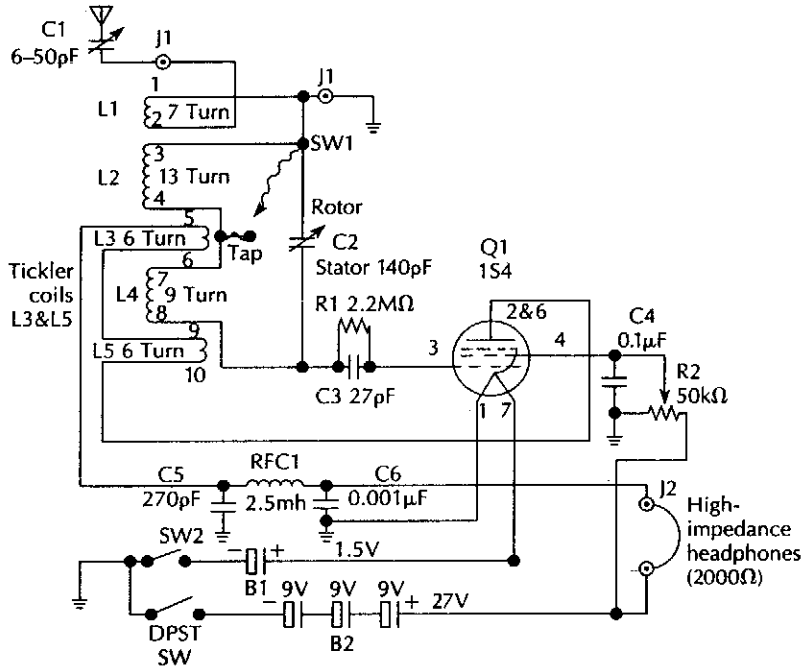 C1
6–50pF
J1
1
L1
2
7 Turn
J1
SW1
3
L2
13 Turn
4
5
L3 6 Turn
Tap
Rotor
C2
Stator 140pF
Tickler
coils
L3&L5
6
7
L4
9
Turn
8
9
L5 6 Turn
10
R1 2.2MΩ
C3 27pF
Q1
1S4
2&6
3
4
1
7
C4
0.1µF
R2
50kΩ
C5
270pF
RFC1
2.5mh
C6
0.001µF
J2
High-
impedance
headphones
(2000Ω)
SW2
–
+
1.5V
B1
DPST
SW
–
9V
9V
9V
+
27V
B2